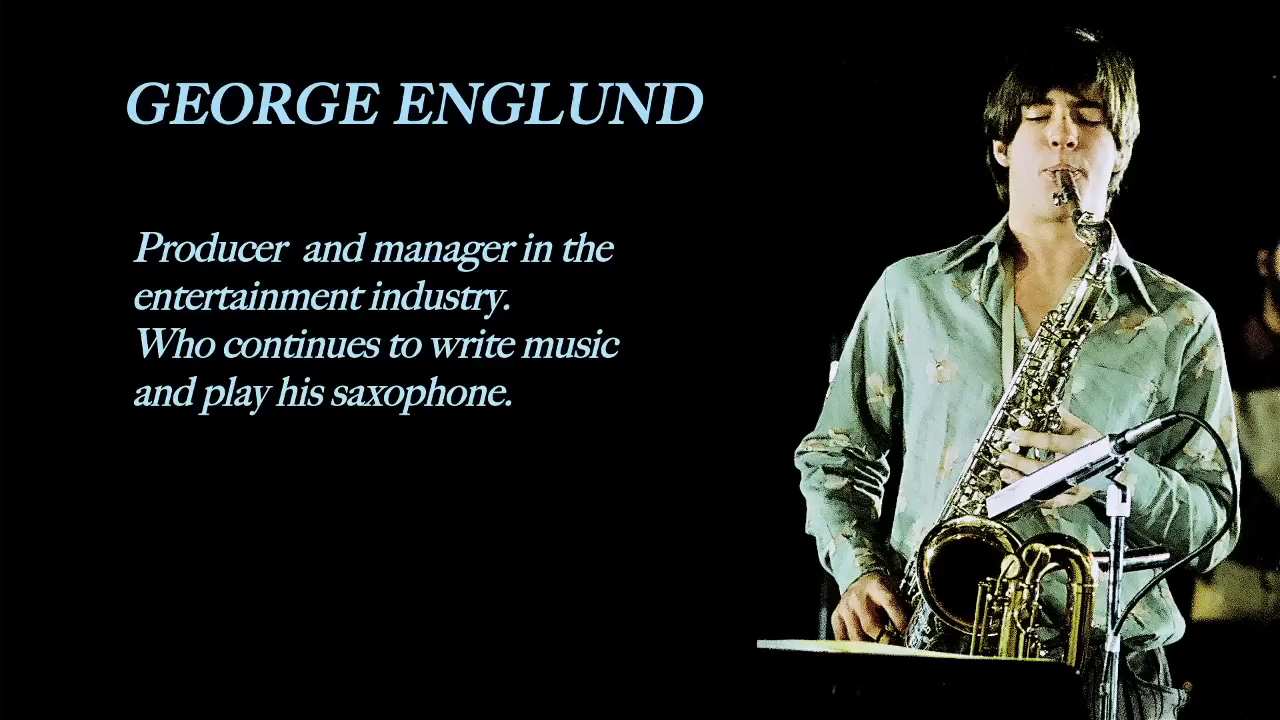 GEORGE ENGLUND
Producer and manager in the
entertainment industry.
Who continues to write music
and play his saxophone.